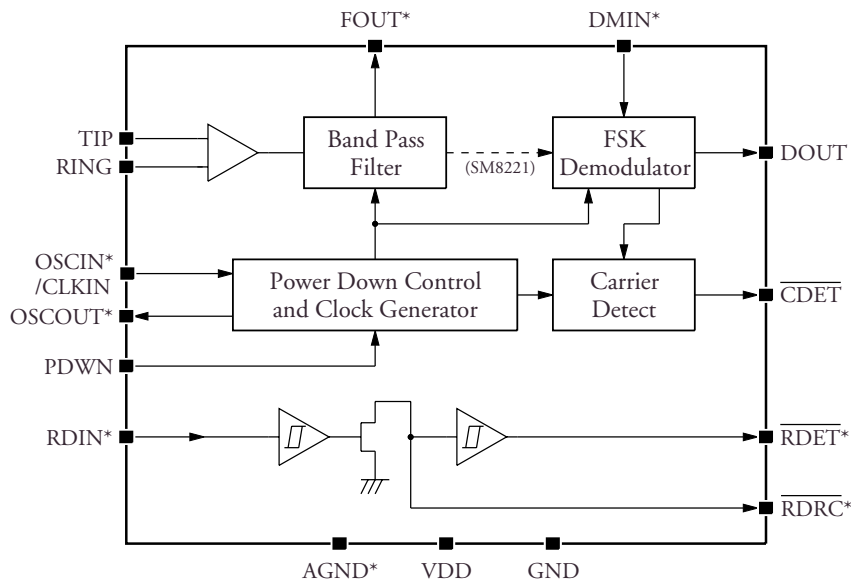 FOUT*
DMIN*
TIP
RING
Band Pass
Filter
(SM8221)
FSK
Demodulator
DOUT
OSCIN*
/CLKIN
OSCOUT*
Power Down Control
and Clock Generator
Carrier
Detect
CDET
PDWN
RDIN*
RDET*
RDRC*
AGND*
VDD
GND